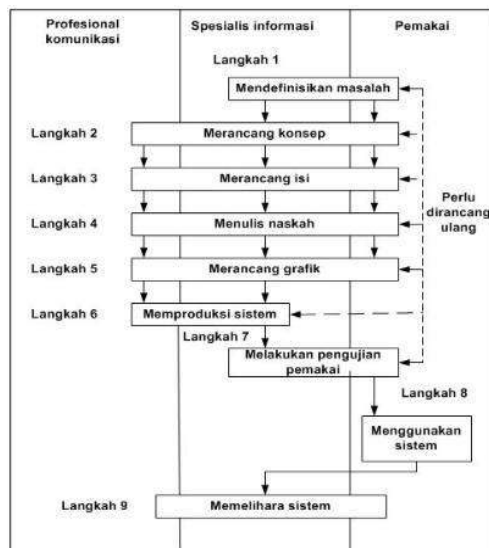 Profesional
komunikasi
Spesialis informasi
Pemakai
Langkah 1
Mendefinisikan masalah
Langkah 2
Merancang konsep
Langkah 3
Merancang isi
Perlu
dirancang
ulang
Langkah 4
Menulis naskah
Langkah 5
Merancang grafik
Langkah 6
Memproduksi sistem
Langkah 7
Melakukan pengujian
pemakai
Langkah 8
Menggunakan
sistem
Langkah 9
Memelihara sistem